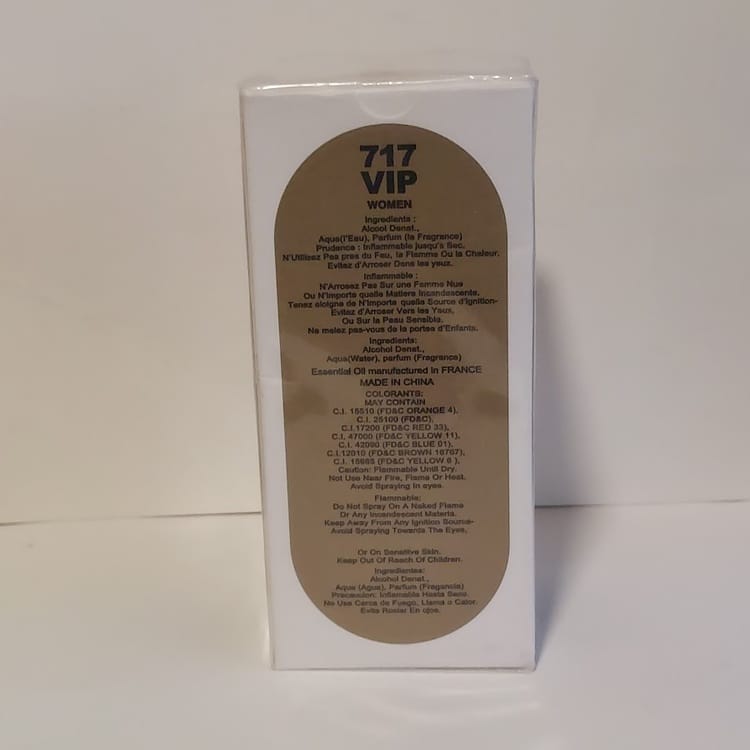 717
VIP
WOMEN
Ingredients :
Alcool Denat.,
Aqua(l'Eau), Parfum (la Fragrance)
Prudence : Inflammable jusqu'a Sec.
N'Utilisez Pas pres du Feu, la Flamme Ou la Chaleur.
Evitez d'Arroser Dans les yeux.
Inflammable :
N'Arrosez Pas Sur une Famme Nue
Ou N'Importe quelle Matiere Incandescente.
Tenez eloigne de N'importe quelle Source d'Ignition-
Evitez d'Arroser Vers les Yeux,
Ou Sur la Peau Sensible.
Ne melez pas-vous de la portse d'Enfants.
Ingredients:
Alcohol Denat.,
Aqua(Water), parfum (Fragrance)
Essential Oil manufactured in FRANCE
MADE IN CHINA
COLORANTS:
MAY CONTAIN
C.I. 15510 (FD&C ORANGE 4),
C.I. 25100 (FD&C),
C.I.17200 (FD&C RED 33),
C.I. 47000 (FD&C YELLOW 11),
C.I. 42090 (FD&C BLUE 01),
C.I.12010 (FD&C BROWN 16767),
C.I. 15985 (FD&C YELLOW 6 ),
Caution: Flammable Until Dry.
Not Use Near Fire, Flame Or Heat.
Avoid Spraying In eyes.
Flammable:
Do Not Spray On A Naked Flame
Or Any Incandescent Materia.
Keep Away From Any Ignition Source-
Avoid Spraying Towards The Eyes,
Or On Sensitive Skin.
Keep Out Of Reach Of Children.
Ingredientes:
Alcohol Denat.,
Aqua (Agua), Parfum (Fragancia)
Precaucion: Inflamable Hasta Seco.
No Use Cerca de Fuego, Llama o Calor.
Evite Rosiar En ojos.